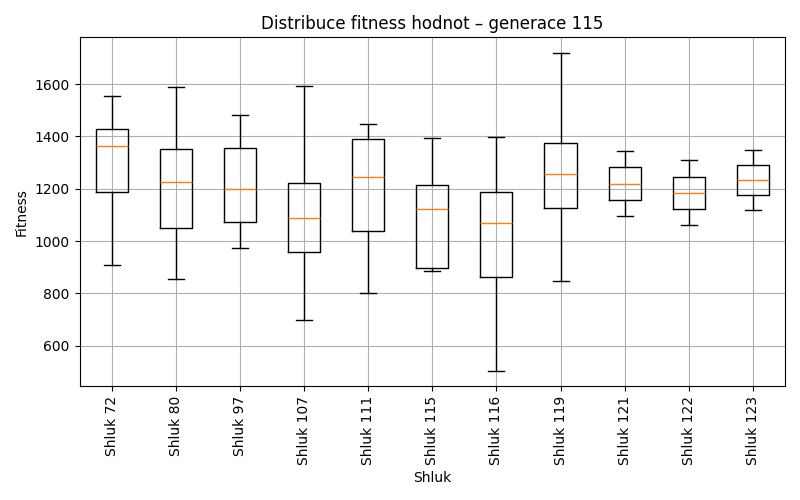 Distribuce fitness hodnot – generace 115
Fitness
1600
1400
1200
1000
800
600
Shluk 72
Shluk 80
Shluk 97
Shluk 107
Shluk 111
Shluk 115
Shluk 116
Shluk 119
Shluk 121
Shluk 122
Shluk 123
Shluk